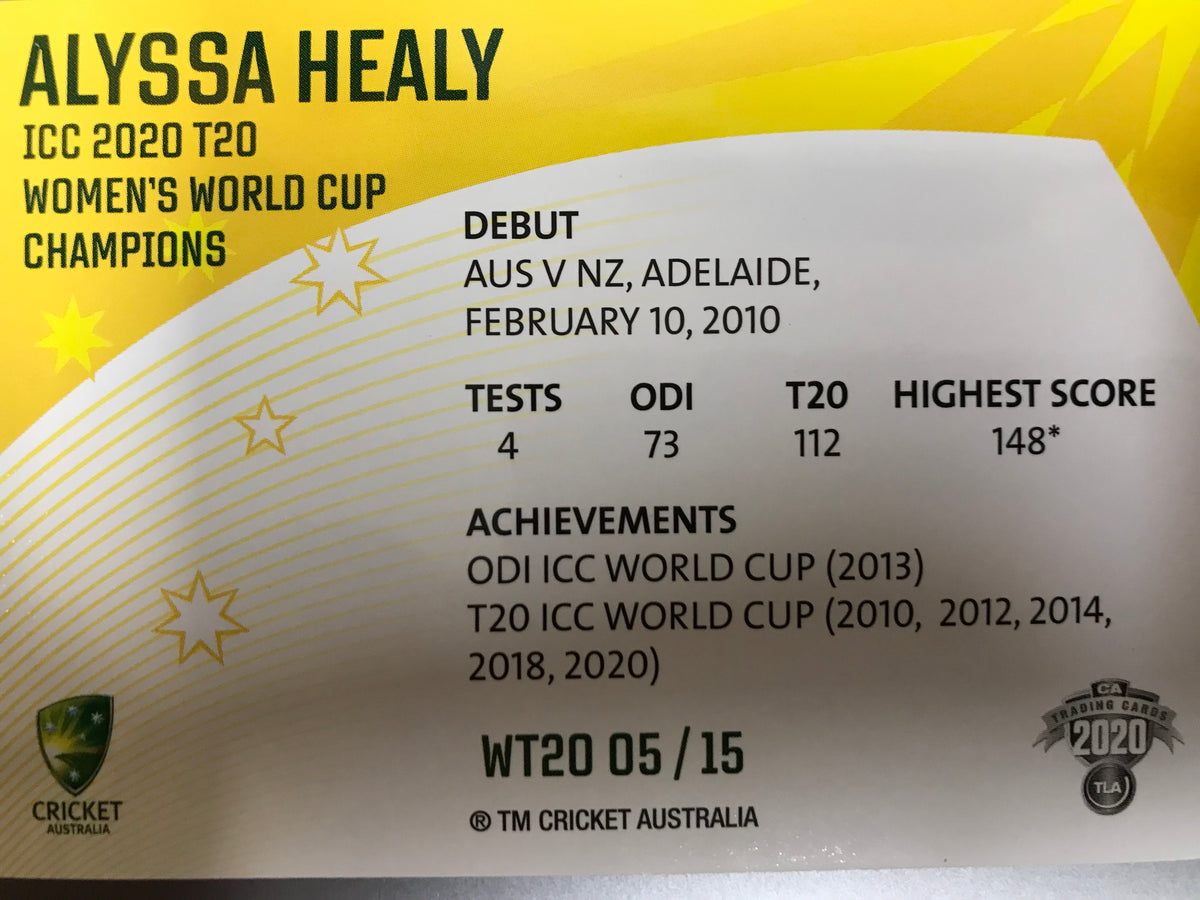 ALYSSA HEALY
ICC 2020 T20
WOMEN'S WORLD CUP
CHAMPIONS
DEBUT
AUS V NZ, ADELAIDE,
FEBRUARY 10, 2010
TESTS ODI T20 HIGHEST SCORE
4 73 112 148*
ACHIEVEMENTS
ODI ICC WORLD CUP (2013)
T20 ICC WORLD CUP (2010, 2012, 2014,
2018, 2020)
WT20 05 / 15
® TM CRICKET AUSTRALIA
CRICKET
AUSTRALIA
CA
TRADING CARDS
2020
TLA